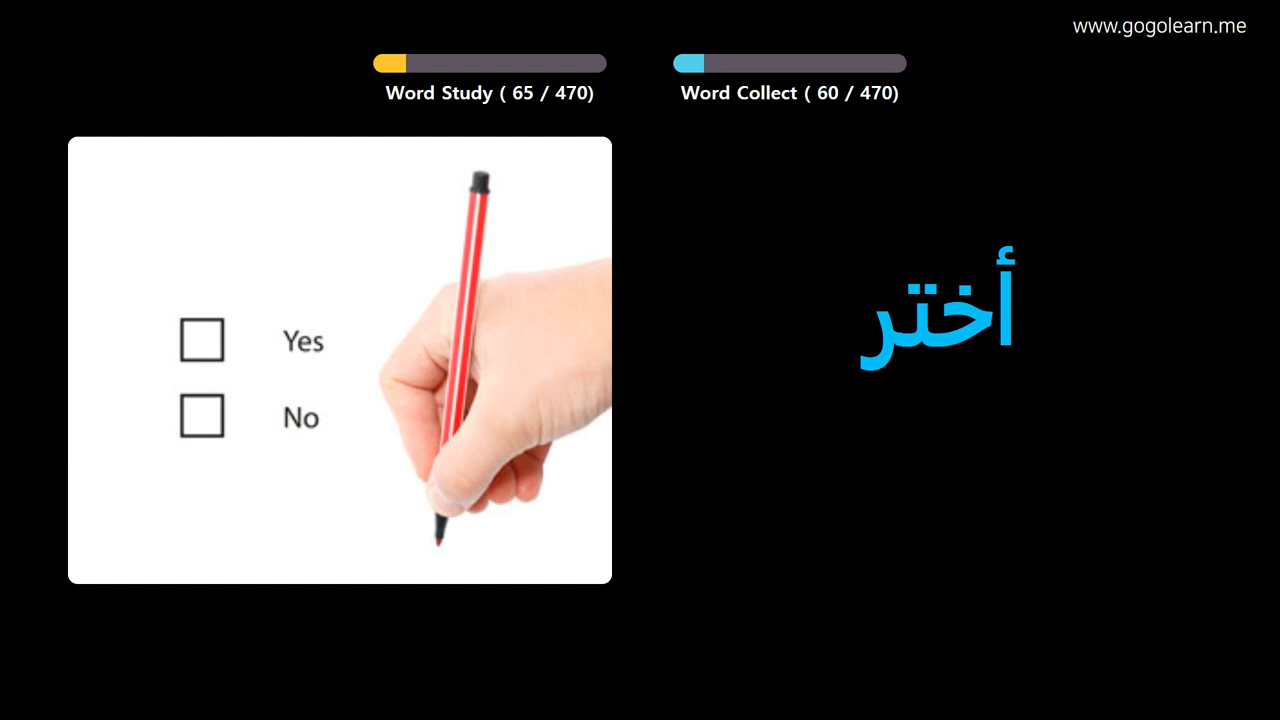 www.gogolearn.me
Word Study ( 65 / 470)
Word Collect ( 60 / 470)
Yes
No
أختر